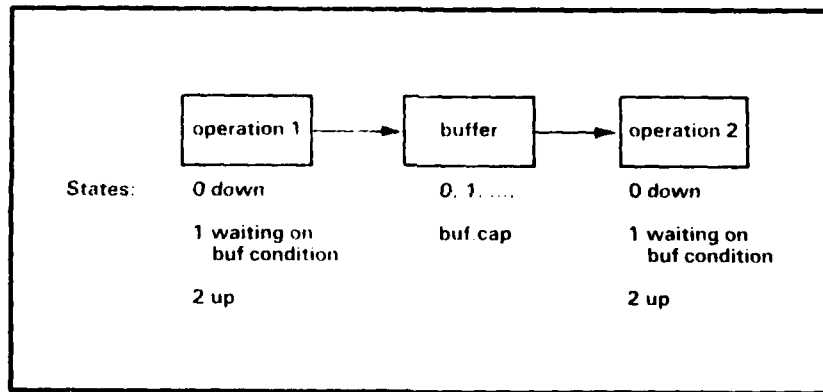 operation 1 buffer operation 2
States: 0 down 0, 1, ...., 0 down
1 waiting on buf.cap 1 waiting on
buf condition buf condition
2 up 2 up